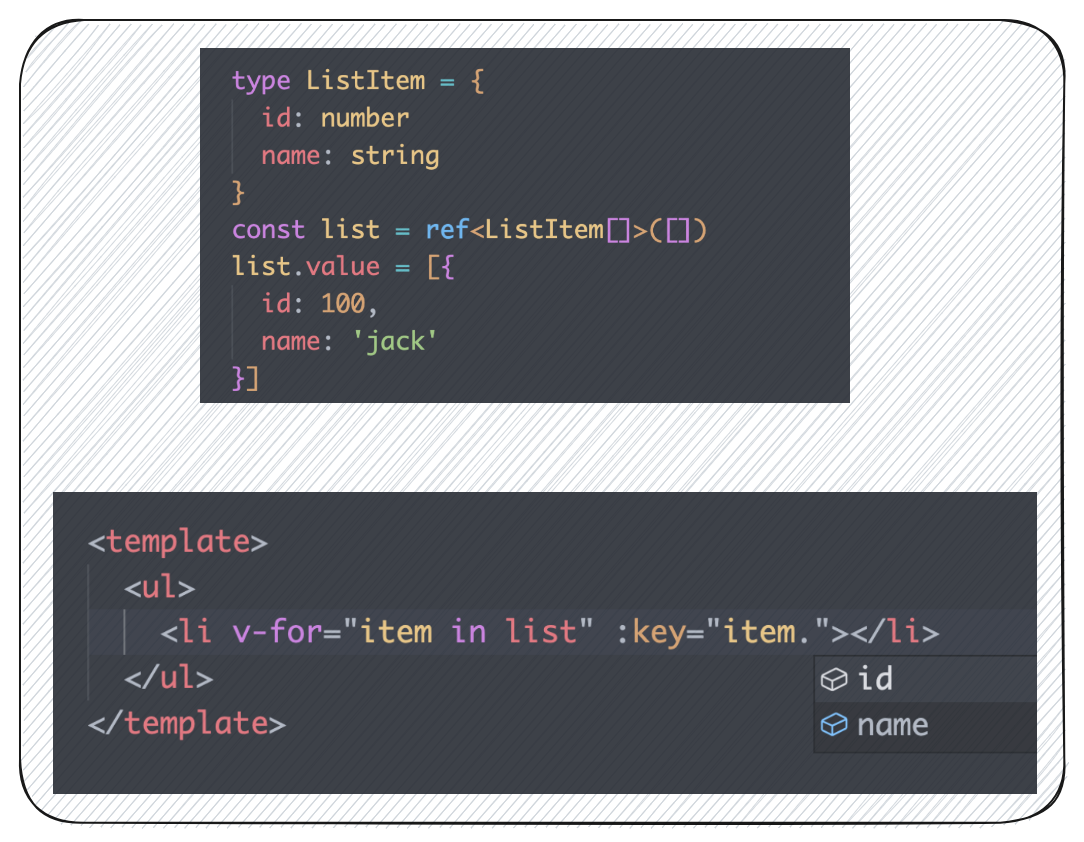 type ListItem = {
  id: number
  name: string
}
const list = ref<ListItem[]>([])
list.value = [{
  id: 100,
  name: 'jack'
}]
<template>
  <ul>
    <li v-for="item in list" :key="item."></li>
id
  </ul>
name
</template>